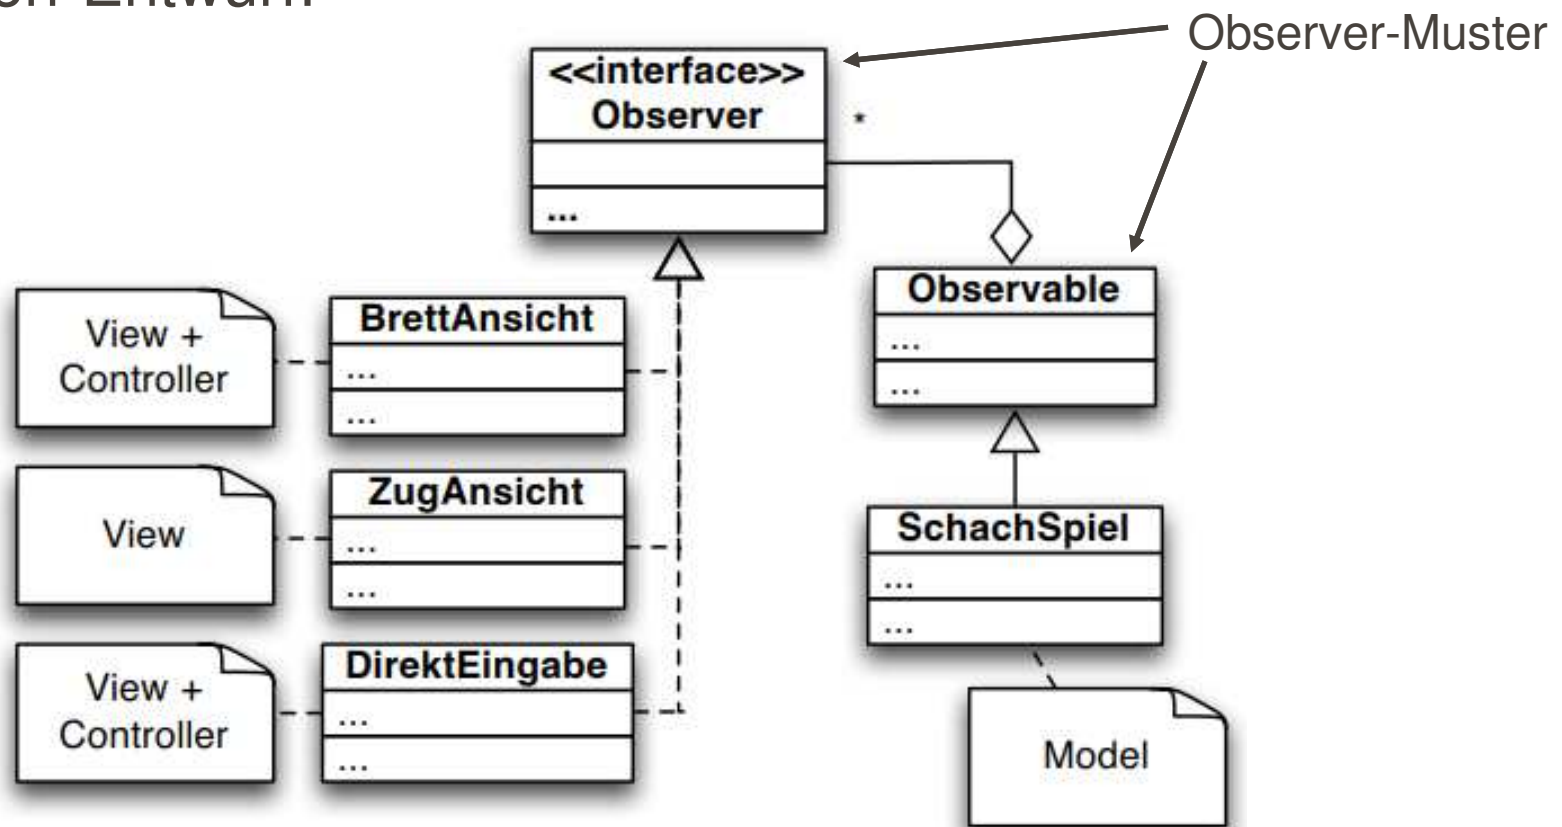 Observer-Muster
<<interface>>
Observer
*
...
Observable
...
...
View +
Controller
BrettAnsicht
...
...
View
ZugAnsicht
...
...
SchachSpiel
...
...
View +
Controller
DirektEingabe
...
...
Model